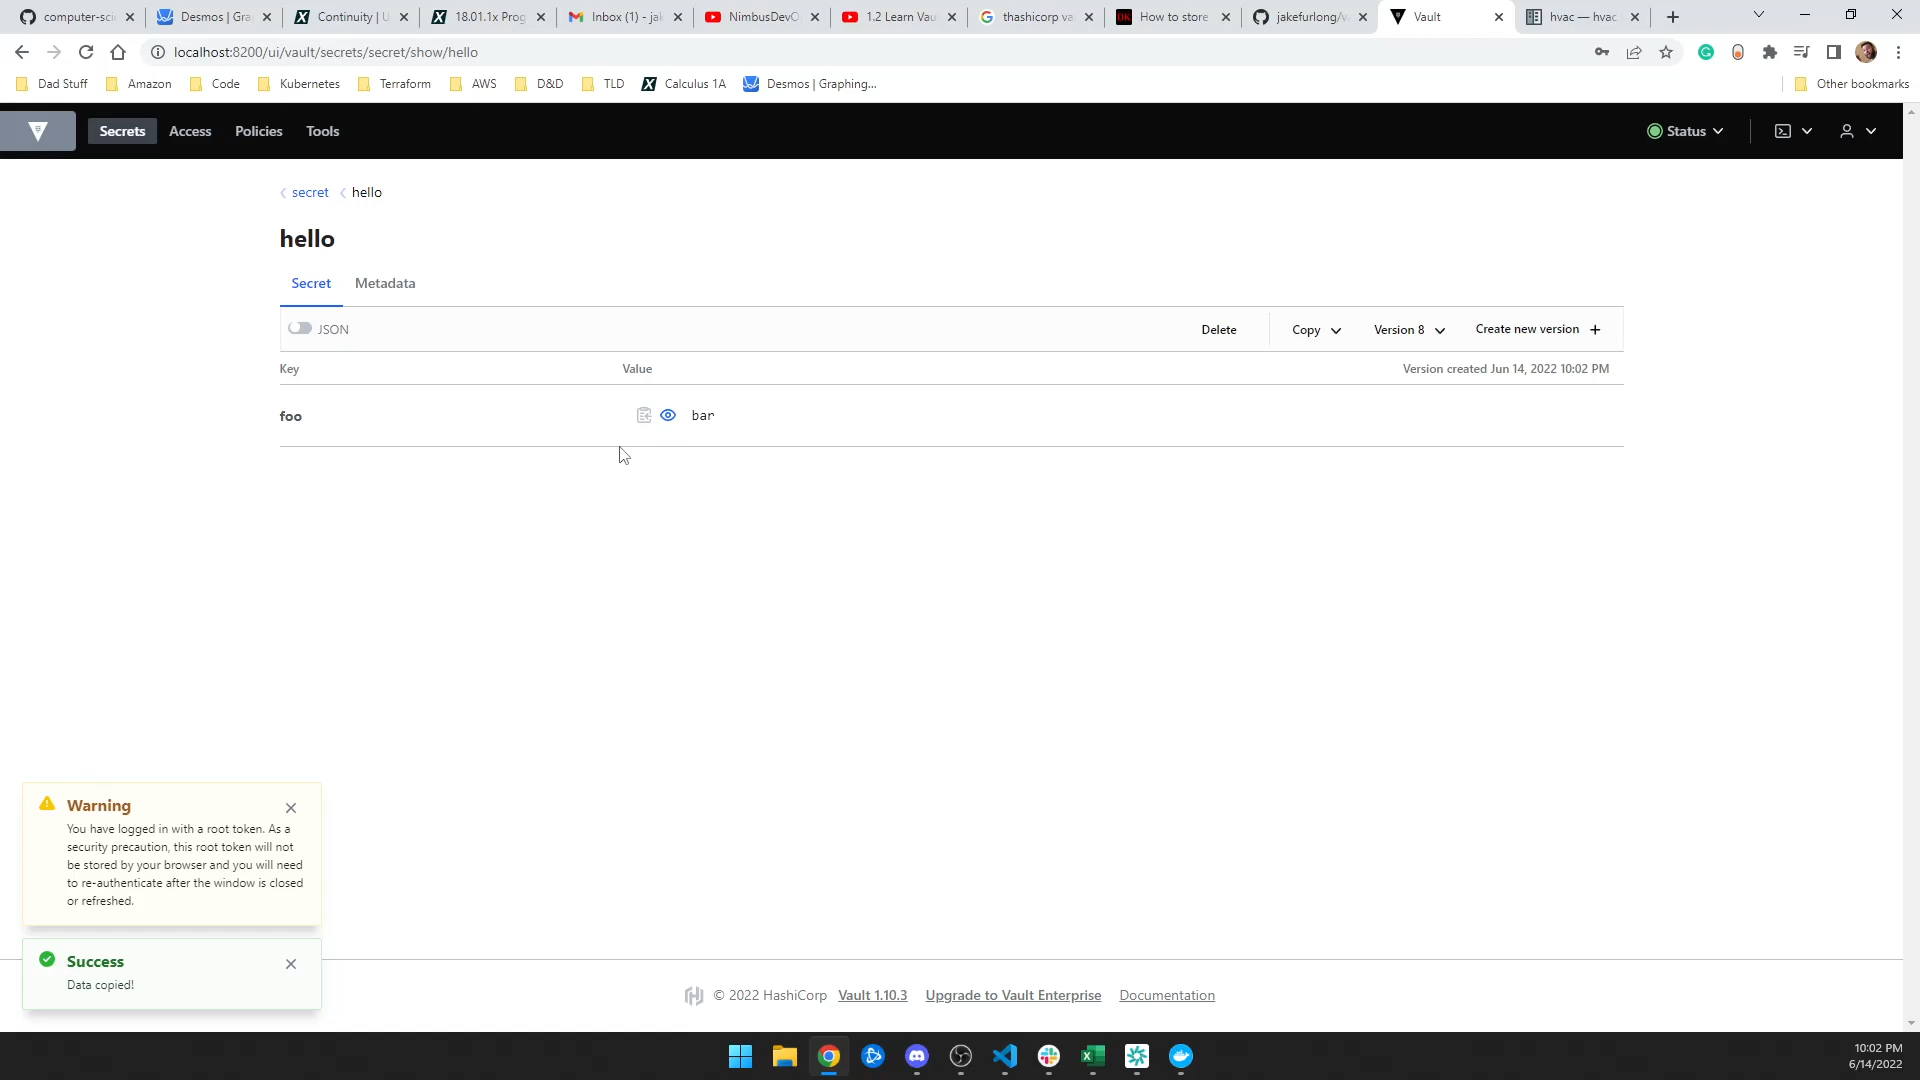 computer-sci
Desmos | Gra
Continuity | U
18.01.1x Prog
Inbox (1) - jak
NimbusDevO
1.2 Learn Vau
thashicorp va
How to store
jakefurlong/v
Vault
hvac — hvac
localhost:8200/ui/vault/secrets/secret/show/hello
Dad Stuff
Amazon
Code
Kubernetes
Terraform
AWS
D&D
TLD
Calculus 1A
Desmos | Graphing...
Other bookmarks
Secrets
Access
Policies
Tools
Status
secret
hello
hello
Secret
Metadata
JSON
Delete
Copy
Version 8
Create new version
Key
Value
Version created Jun 14, 2022 10:02 PM
foo
bar
Warning
You have logged in with a root token. As a
security precaution, this root token will not
be stored by your browser and you will need
to re-authenticate after the window is closed
or refreshed.
Success
Data copied!
© 2022 HashiCorp
Vault 1.10.3
Upgrade to Vault Enterprise
Documentation
10:02 PM
6/14/2022